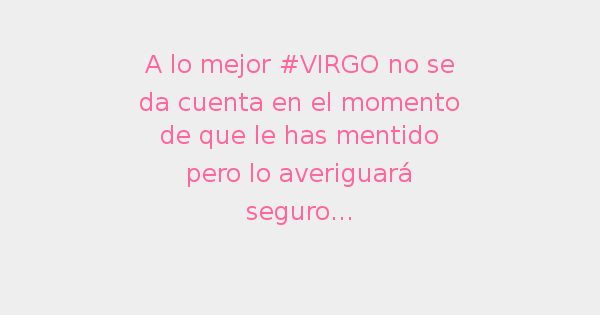 A lo mejor #VIRGO no se
da cuenta en el momento
de que le has mentido
pero lo averiguará
seguro...